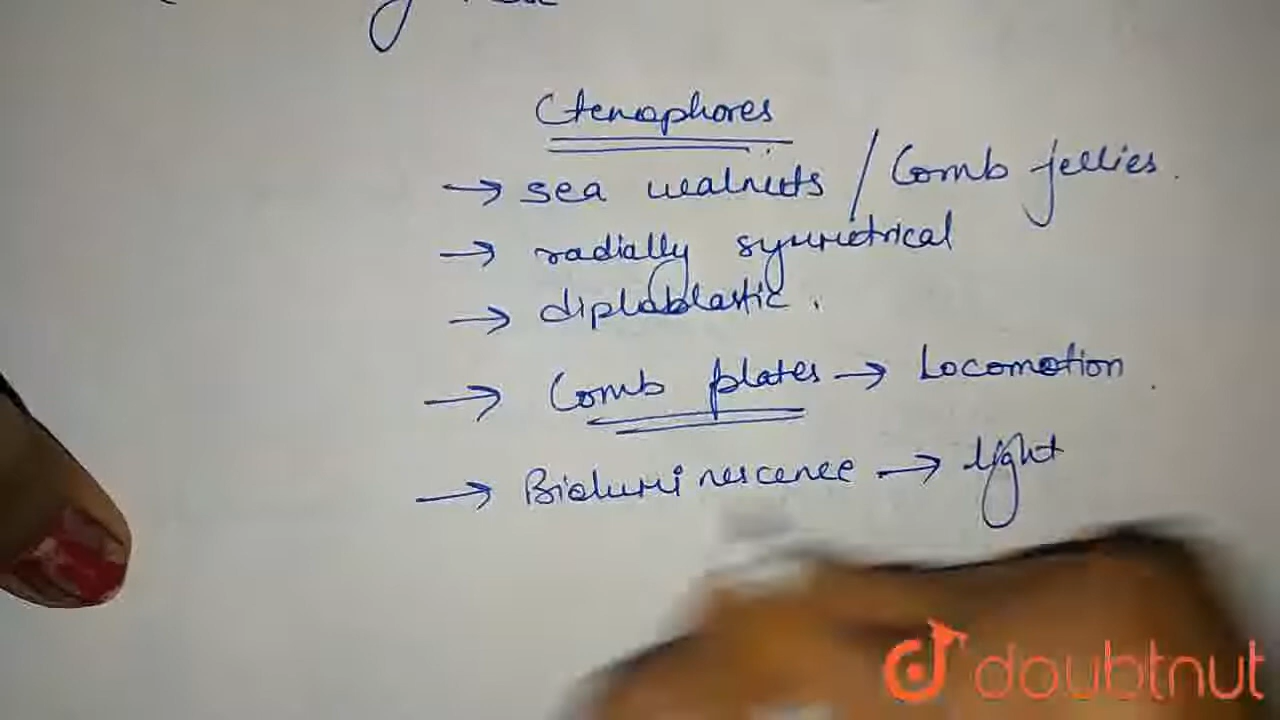 Ctenophores
→ sea walnuts / Comb jellies.
→ radially symmetrical
→ diploblastic.
→ Comb plates → Locomotion.
→ Bioluminescence → light
doubtnut